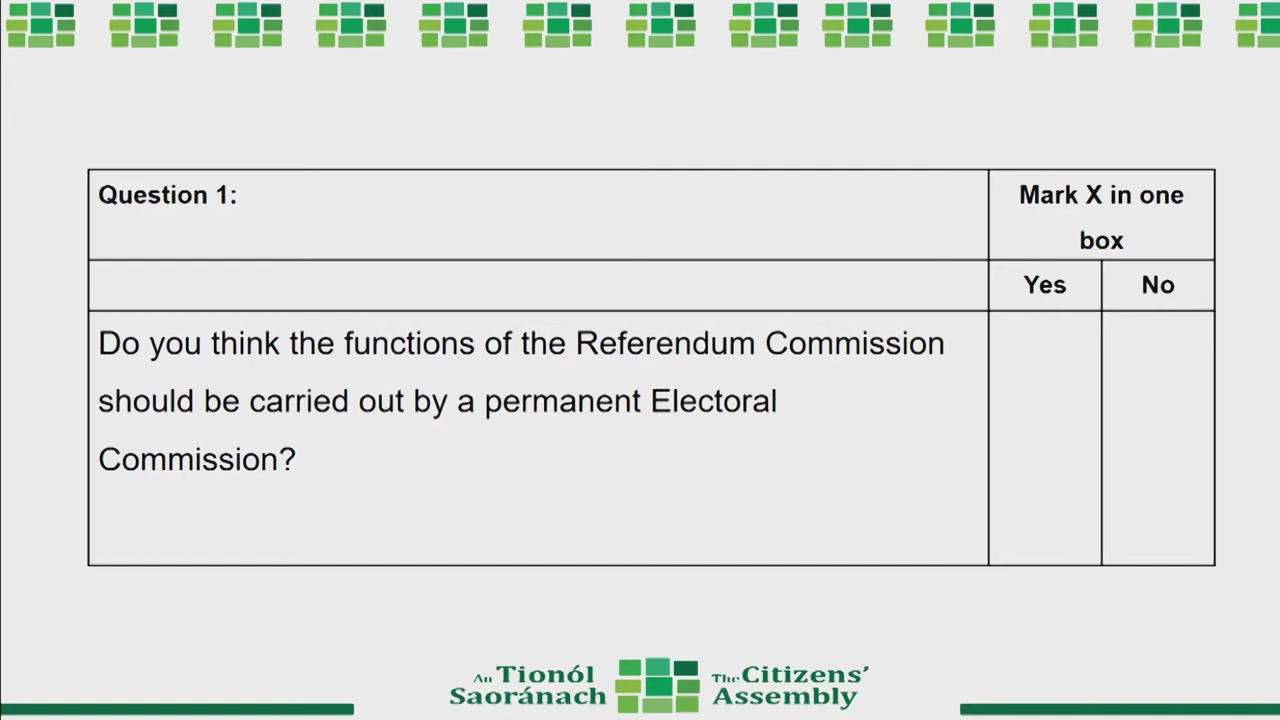 Question 1:
Mark X in one
box
Yes
No
Do you think the functions of the Referendum Commission
should be carried out by a permanent Electoral
Commission?
An Tionól
Saoránach
The Citizens'
Assembly